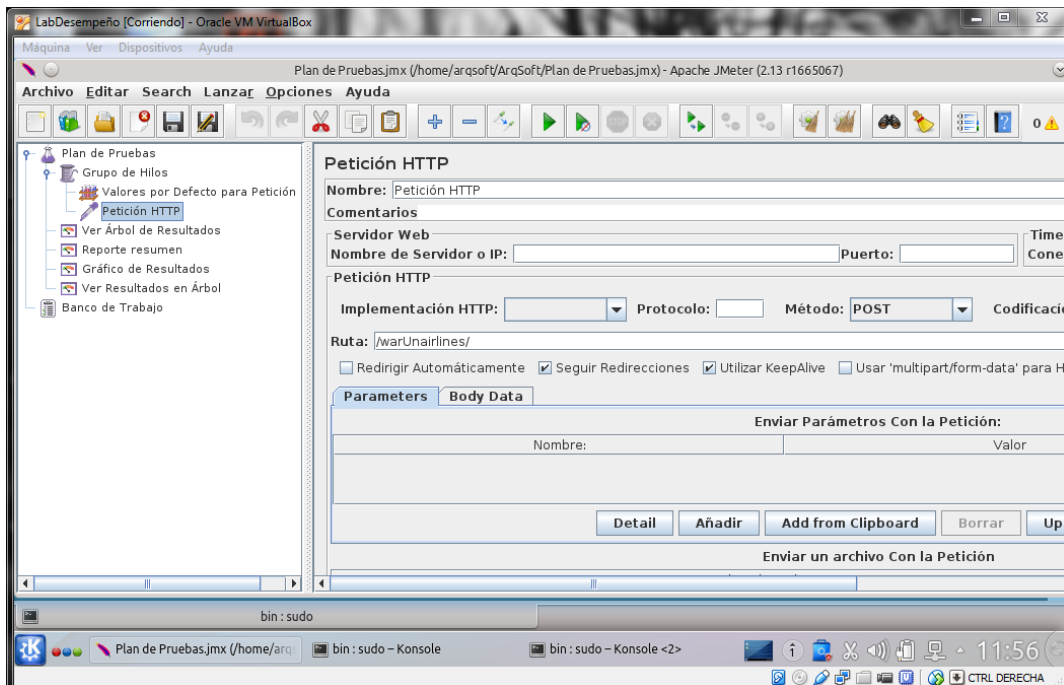 LabDesempeño [Corriendo] - Oracle VM VirtualBox
Máquina Ver Dispositivos Ayuda
Plan de Pruebas.jmx (/home/arqsoft/ArqSoft/Plan de Pruebas.jmx) - Apache JMeter (2.13 r1665067)
Archivo Editar Search Lanzar Opciones Ayuda
0
Plan de Pruebas
Grupo de Hilos
Valores por Defecto para Petición
Petición HTTP
Ver Árbol de Resultados
Reporte resumen
Gráfico de Resultados
Ver Resultados en Árbol
Banco de Trabajo
Petición HTTP
Nombre: Petición HTTP
Comentarios
Servidor Web
Time
Nombre de Servidor o IP: Puerto: Cone
Petición HTTP
Implementación HTTP: Protocolo: Método: POST Codificació
Ruta: /warUnairlines/
Redirigir Automáticamente Seguir Redirecciones Utilizar KeepAlive Usar 'multipart/form-data' para H
Parameters Body Data
Enviar Parámetros Con la Petición:
Nombre: Valor
Detail Añadir Add from Clipboard Borrar Up
Enviar un archivo Con la Petición
bin : sudo
Plan de Pruebas.jmx (/home/arqs bin : sudo – Konsole bin : sudo – Konsole <2> 11:56
CTRL DERECHA